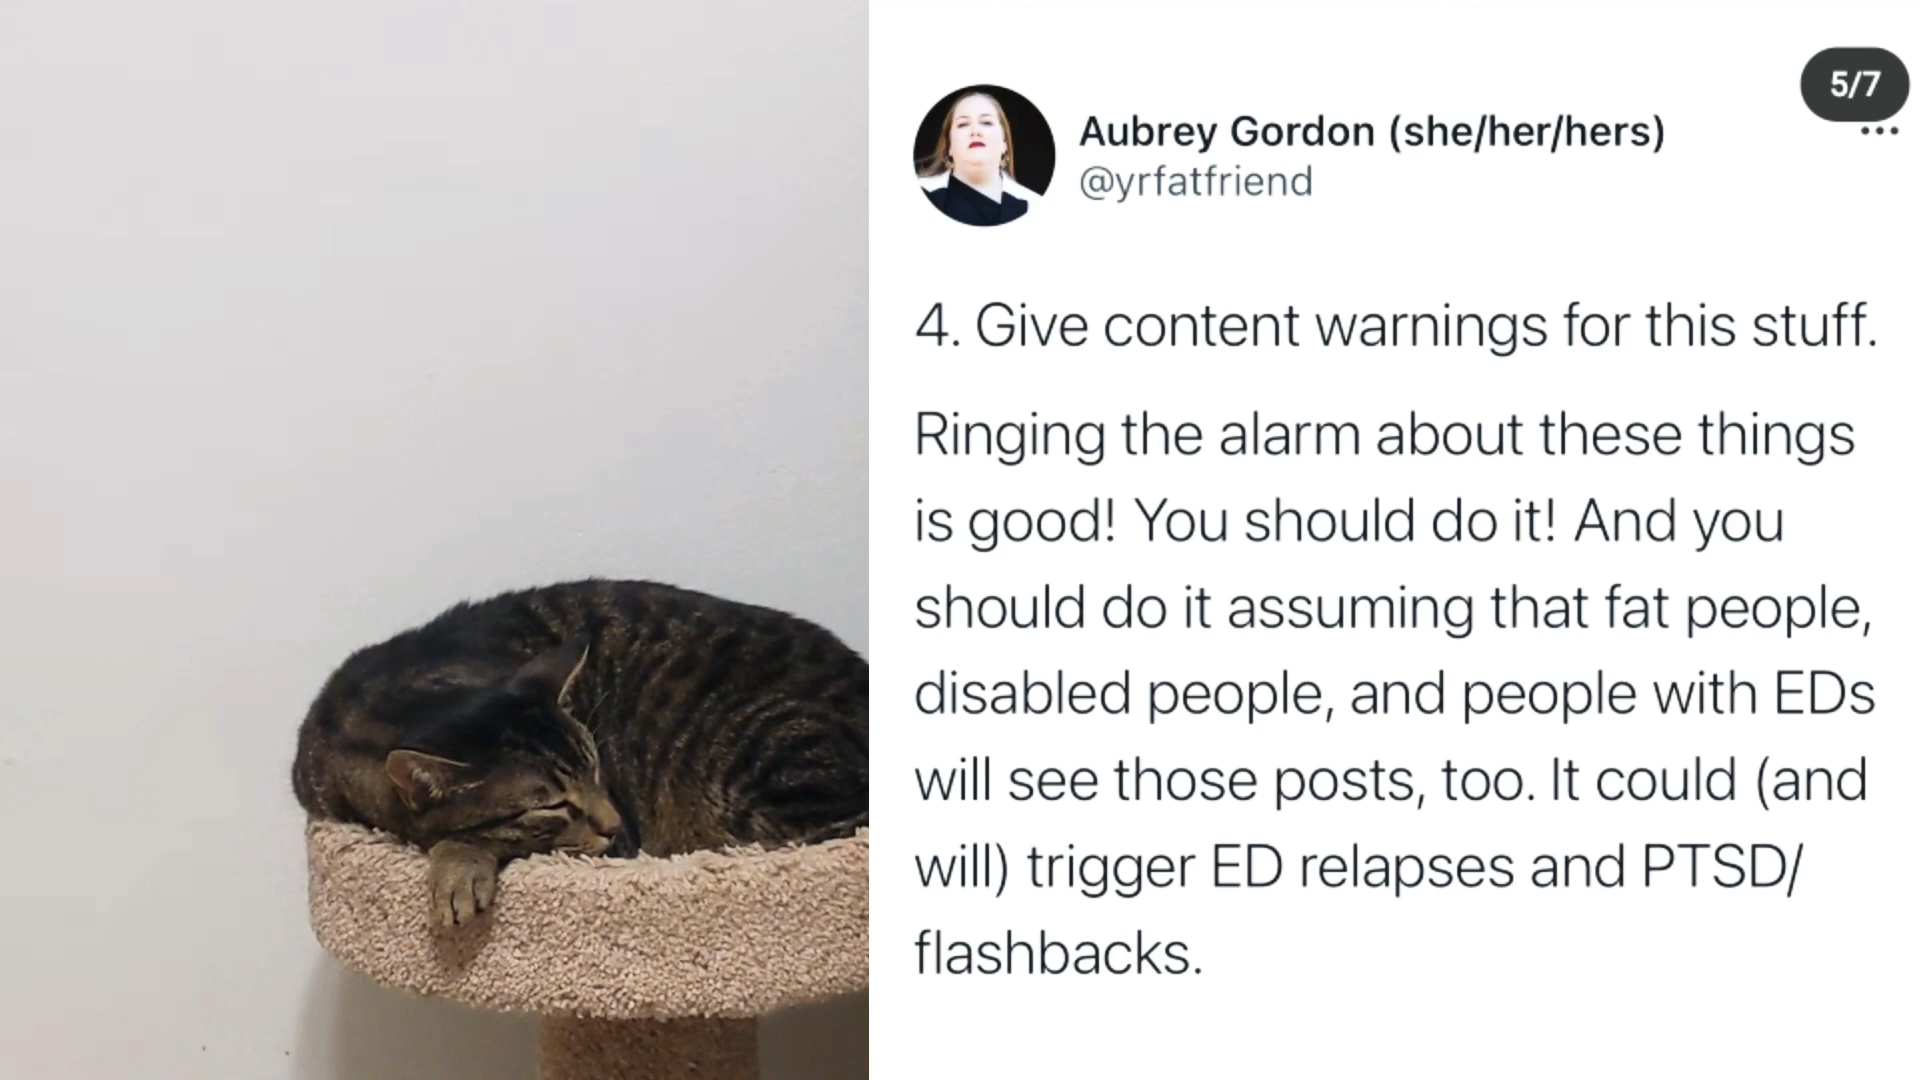 5/7
Aubrey Gordon (she/her/hers)
@yrfatfriend
4. Give content warnings for this stuff.
Ringing the alarm about these things
is good! You should do it! And you
should do it assuming that fat people,
disabled people, and people with EDs
will see those posts, too. It could (and
will) trigger ED relapses and PTSD/
flashbacks.